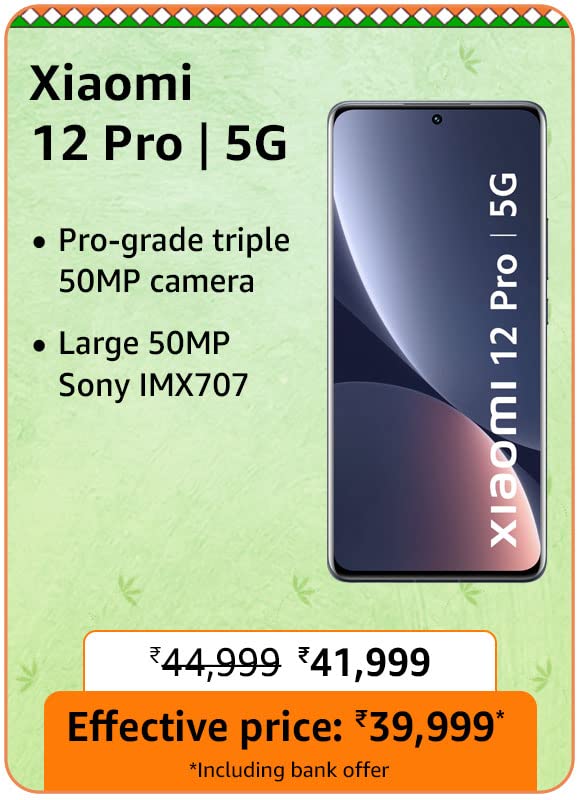 Xiaomi
12 Pro | 5G
• Pro-grade triple
50MP camera
• Large 50MP
Sony IMX707
xiaomi 12 Pro | 5G
₹44,999 ₹41,999
Effective price: ₹39,999*
*Including bank offer